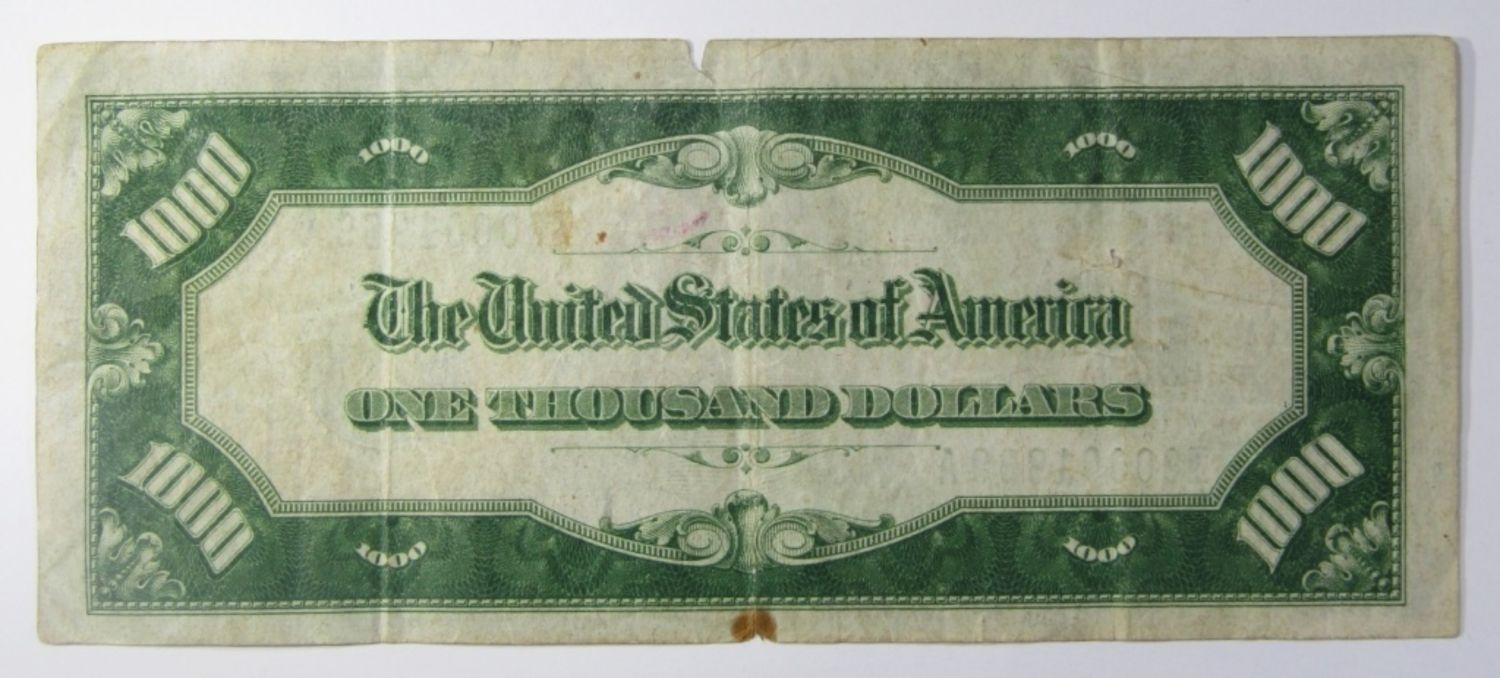 1000 1000 1000 1000
The United States of America
ONE THOUSAND DOLLARS
1000 1000 1000 1000